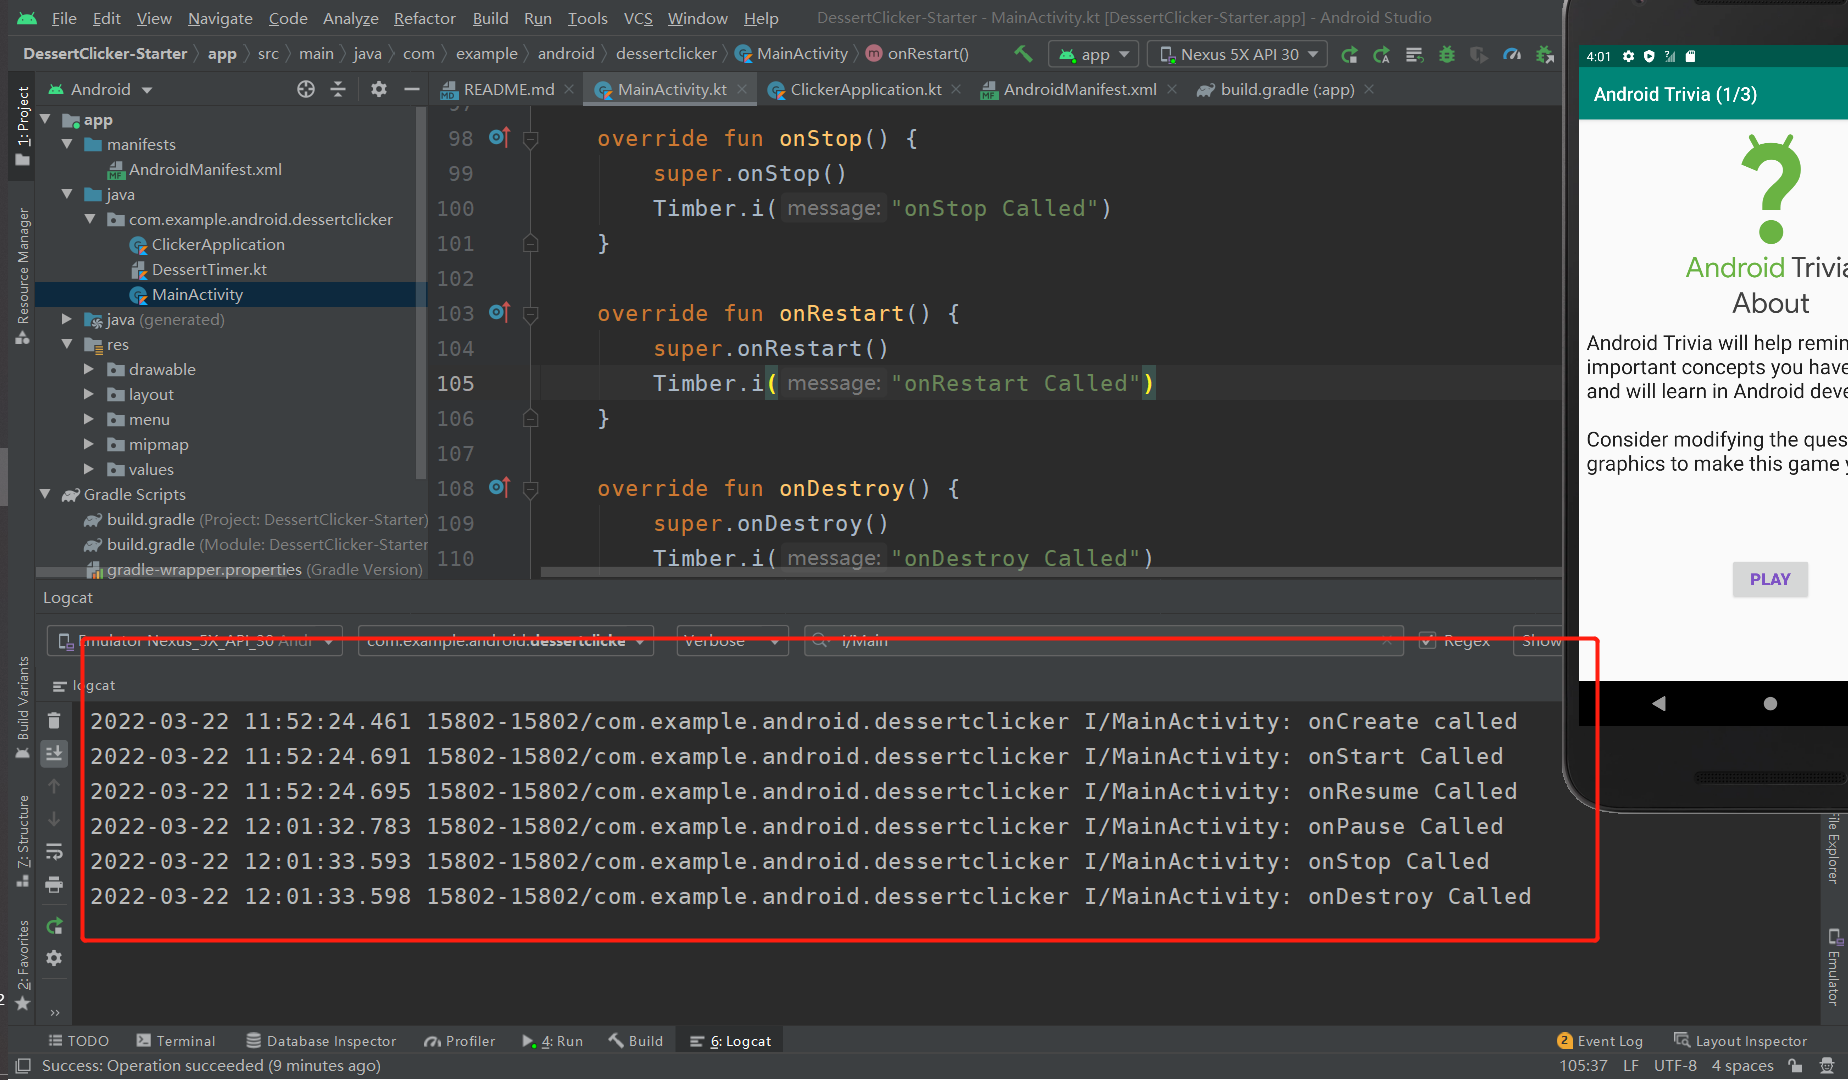 File Edit View Navigate Code Analyze Refactor Build Run Tools VCS Window Help DessertClicker-Starter - MainActivity.kt [DessertClicker-Starter.app] - Android Studio
DessertClicker-Starter app src main java com example android dessertclicker MainActivity m onRestart() app Nexus 5X API 30
Android README.md MainActivity.kt ClickerApplication.kt AndroidManifest.xml build.gradle (:app)
1: Project
Resource Manager
Build Variants
7: Structure
2: Favorites
app
manifests
AndroidManifest.xml
java
com.example.android.dessertclicker
ClickerApplication
DessertTimer.kt
MainActivity
java (generated)
res
drawable
layout
menu
mipmap
values
Gradle Scripts
build.gradle (Project: DessertClicker-Starter)
build.gradle (Module: DessertClicker-Starter
gradle-wrapper.properties (Gradle Version)
98 override fun onStop() {
99 super.onStop()
100 Timber.i( message: "onStop Called")
101 }
102
103 override fun onRestart() {
104 super.onRestart()
105 Timber.i( message: "onRestart Called")
106 }
107
108 override fun onDestroy() {
109 super.onDestroy()
110 Timber.i( message: "onDestroy Called")
4:01
Android Trivia (1/3)
Android Trivia
About
Android Trivia will help remin
important concepts you have
and will learn in Android deve
Consider modifying the ques
graphics to make this game y
PLAY
Logcat
Emulator Nexus_5X_API_30 Andr com.example.android.dessertclicke Verbose I/Main Regex Show
logcat
2022-03-22 11:52:24.461 15802-15802/com.example.android.dessertclicker I/MainActivity: onCreate called
2022-03-22 11:52:24.691 15802-15802/com.example.android.dessertclicker I/MainActivity: onStart Called
2022-03-22 11:52:24.695 15802-15802/com.example.android.dessertclicker I/MainActivity: onResume Called
2022-03-22 12:01:32.783 15802-15802/com.example.android.dessertclicker I/MainActivity: onPause Called
2022-03-22 12:01:33.593 15802-15802/com.example.android.dessertclicker I/MainActivity: onStop Called
2022-03-22 12:01:33.598 15802-15802/com.example.android.dessertclicker I/MainActivity: onDestroy Called
File Explorer
Emulator
TODO Terminal Database Inspector Profiler 4: Run Build 6: Logcat 2 Event Log Layout Inspector
Success: Operation succeeded (9 minutes ago) 105:37 LF UTF-8 4 spaces